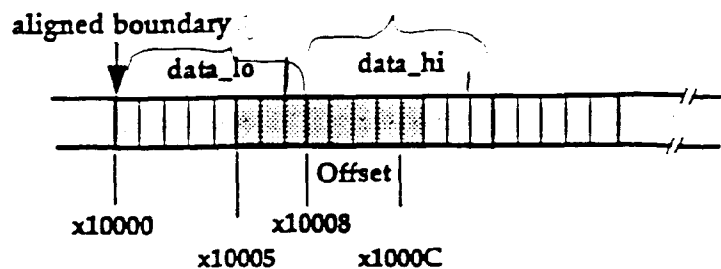 aligned boundary
data_lo data_hi
Offset
x10000 x10008
x10005 x1000C